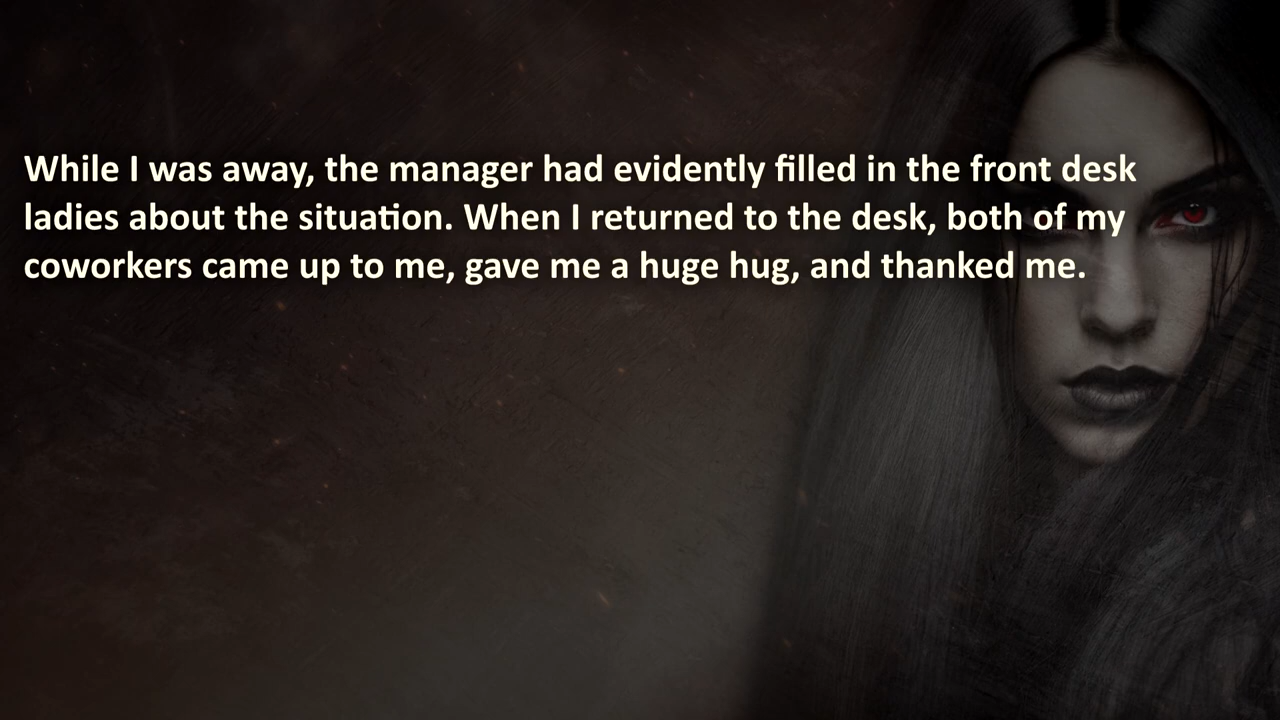 While I was away, the manager had evidently filled in the front desk
ladies about the situation. When I returned to the desk, both of my
coworkers came up to me, gave me a huge hug, and thanked me.